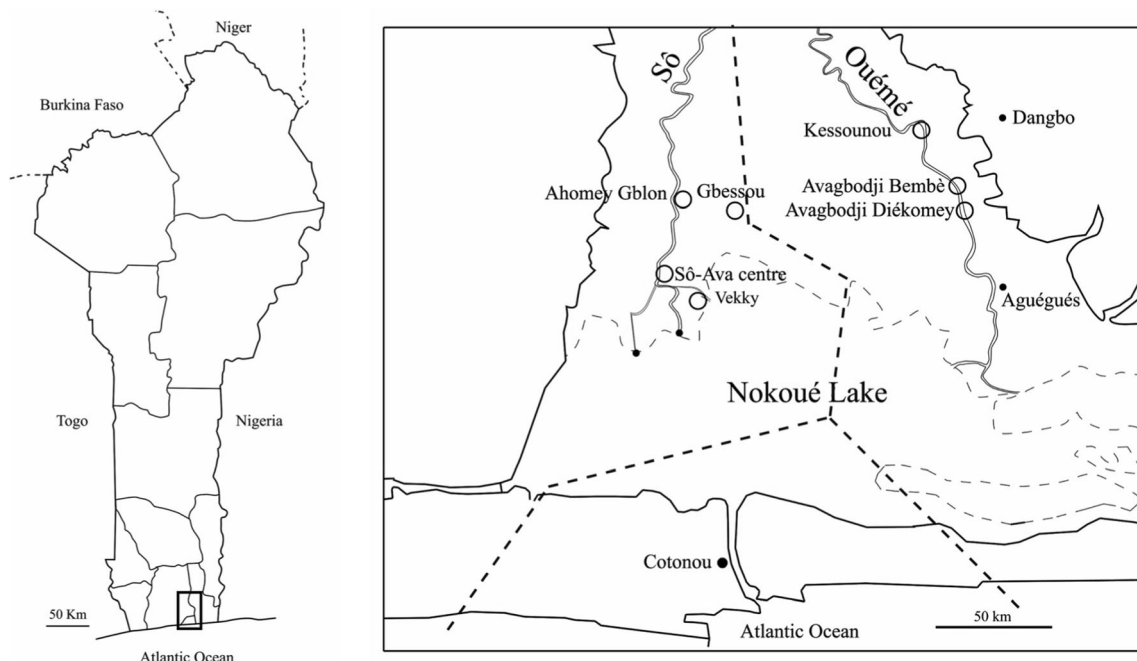 Niger
Burkina Faso
Togo
Nigeria
50 Km
Atlantic Ocean
Sô
Ouémé
Dangbo
Kessounou
Ahomey Gblon
Gbessou
Avagbodji Bembè
Avagbodji Diékomey
Sô-Ava centre
Vekky
Aguégués
Nokoué Lake
Cotonou
Atlantic Ocean
50 km